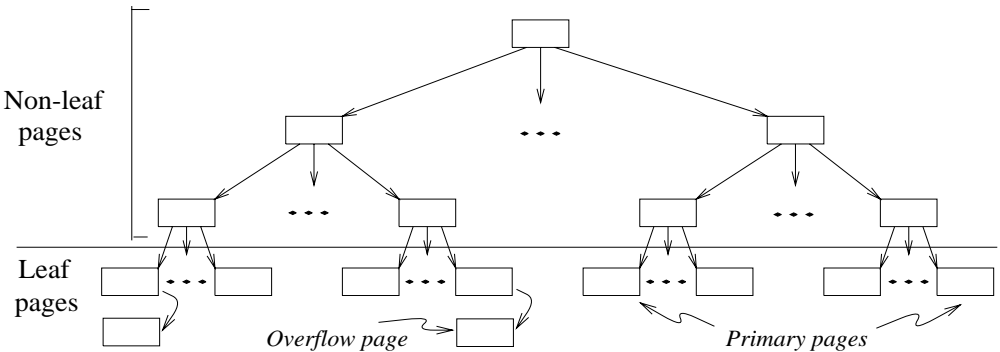 Non-leaf
pages
Leaf
pages
Overflow page
Primary pages